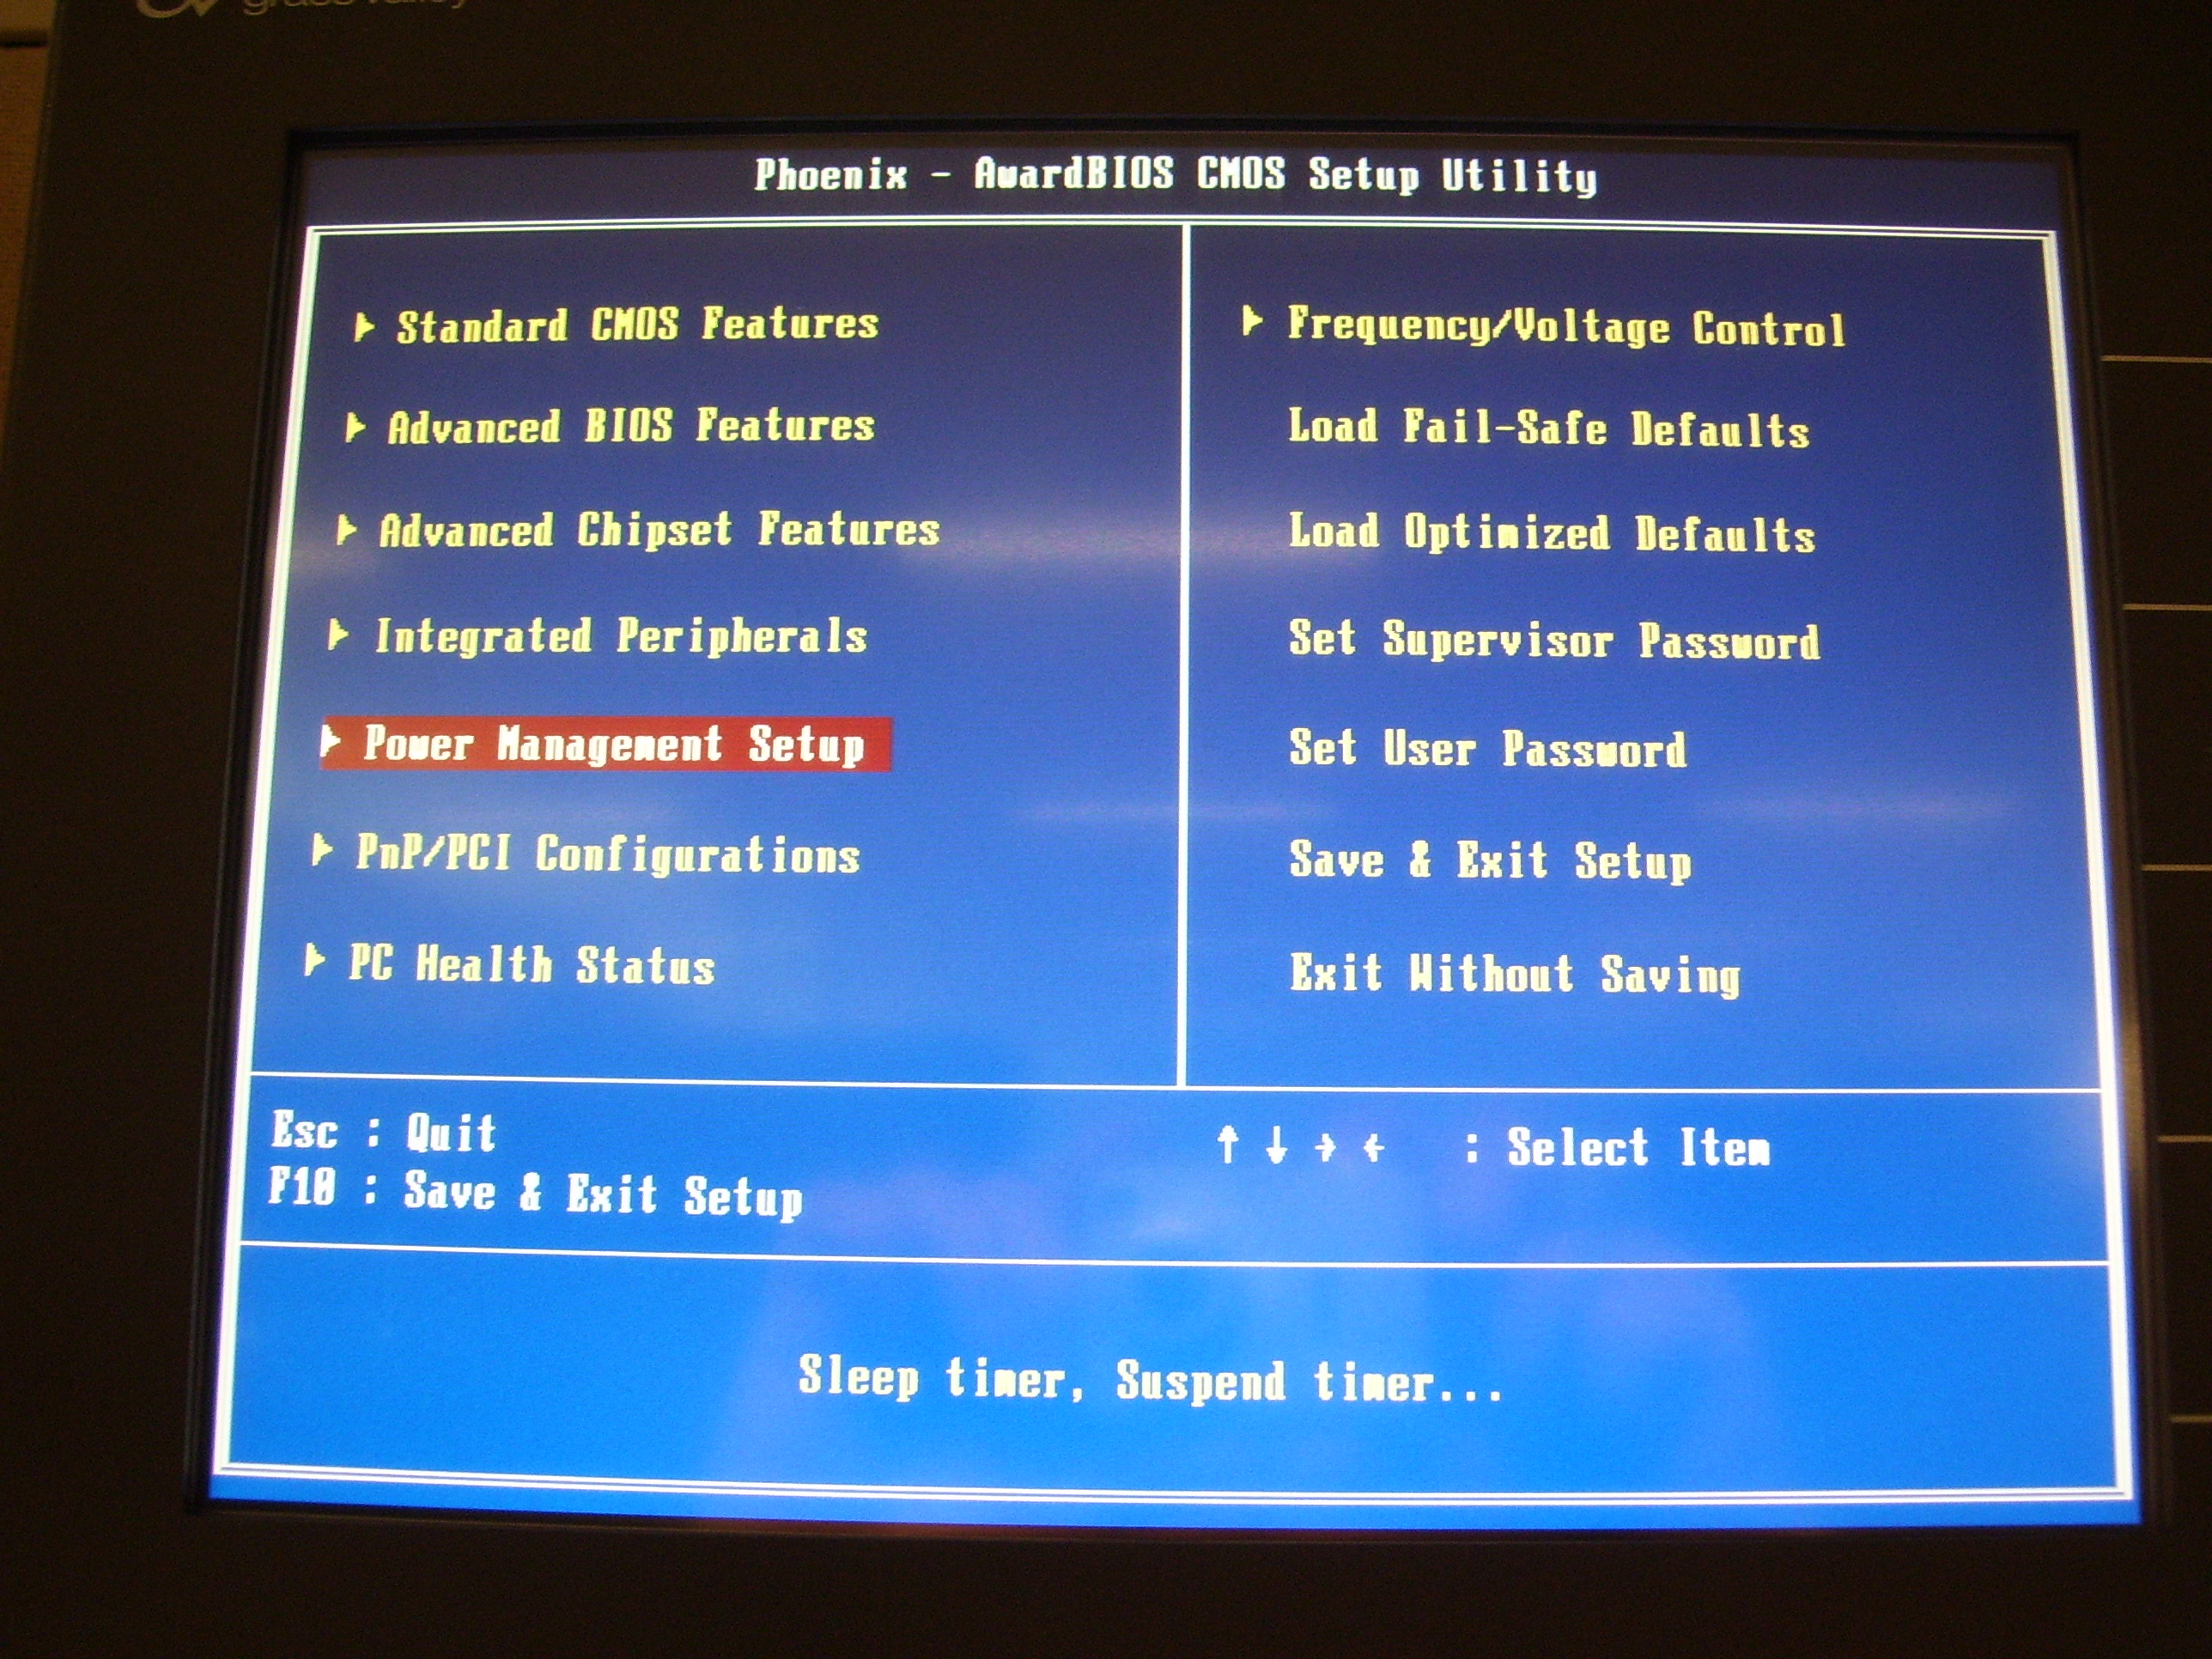 grass valley
Phoenix - AwardBIOS CMOS Setup Utility
Standard CMOS Features
Advanced BIOS Features
Advanced Chipset Features
Integrated Peripherals
Power Management Setup
PnP/PCI Configurations
PC Health Status
Frequency/Voltage Control
Load Fail-Safe Defaults
Load Optimized Defaults
Set Supervisor Password
Set User Password
Save & Exit Setup
Exit Without Saving
Esc : Quit
F10 : Save & Exit Setup
↑ ↓ → ← : Select Item
Sleep timer, Suspend timer...